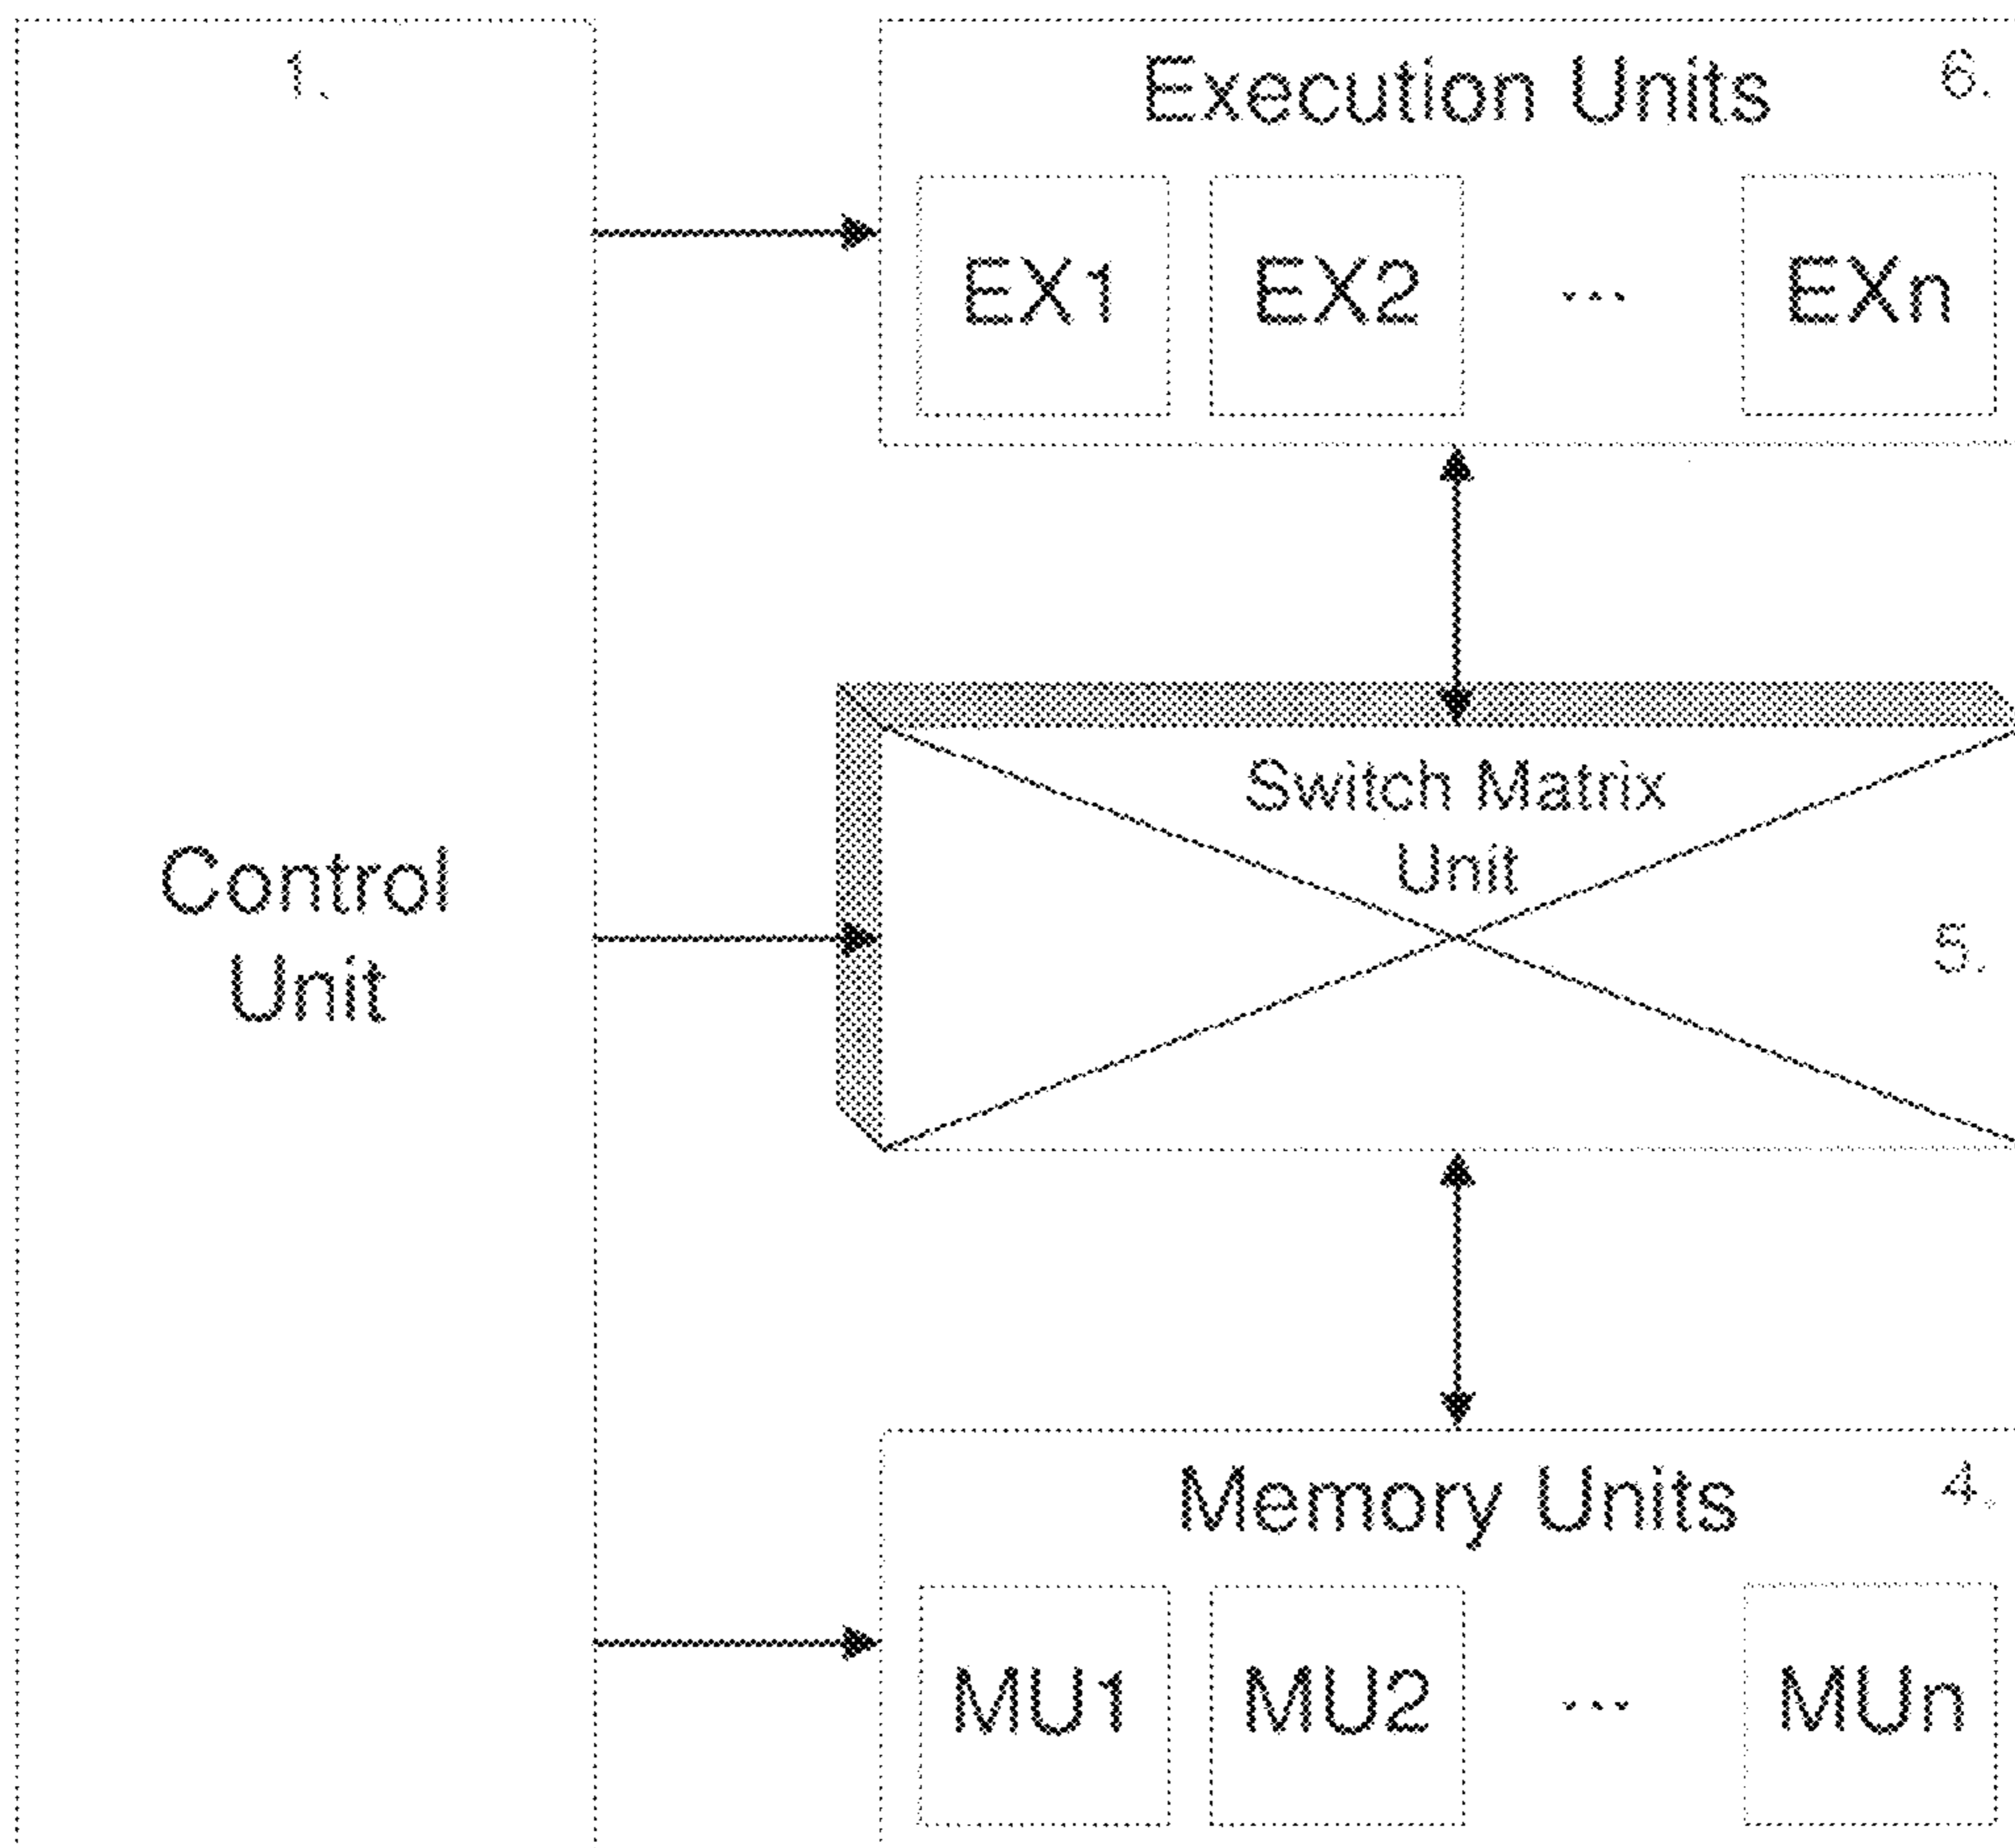 1.
Execution Units
6.
EX1
EX2
...
EXn
Switch Matrix
Unit
Control
Unit
5.
Memory Units
4.
MU1
MU2
...
MUn